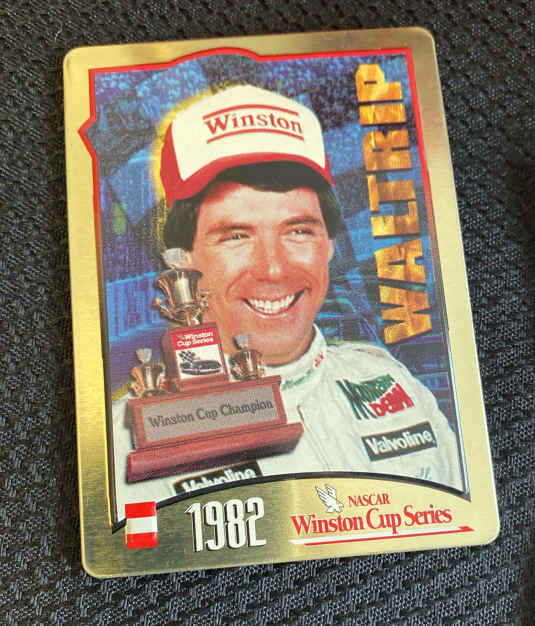 Winston
WALTRIP
Winston
Cup Series
Winston Cup Champion
Mountain
Dew
Valvoline
Valvoline
1982
NASCAR
Winston Cup Series